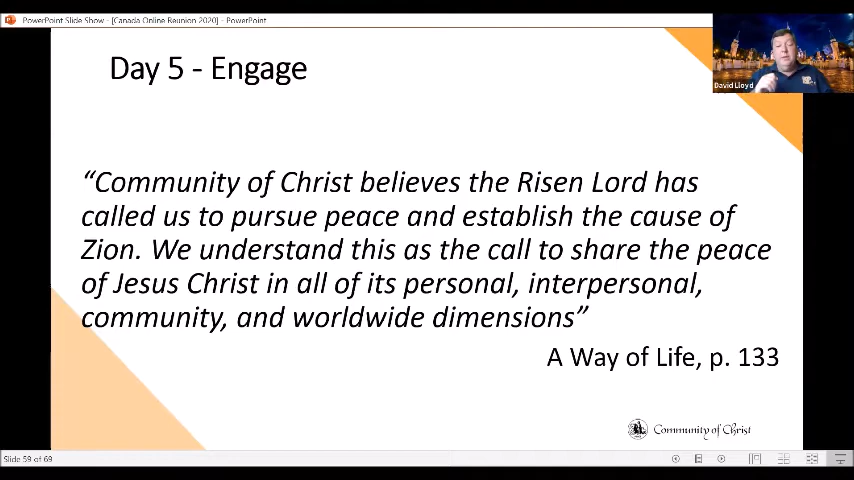 PowerPoint Slide Show - [Canada Online Reunion 2020] - PowerPoint
David Lloyd
Day 5 - Engage
“Community of Christ believes the Risen Lord has
called us to pursue peace and establish the cause of
Zion. We understand this as the call to share the peace
of Jesus Christ in all of its personal, interpersonal,
community, and worldwide dimensions”
A Way of Life, p. 133
Community of Christ
Slide 59 of 69